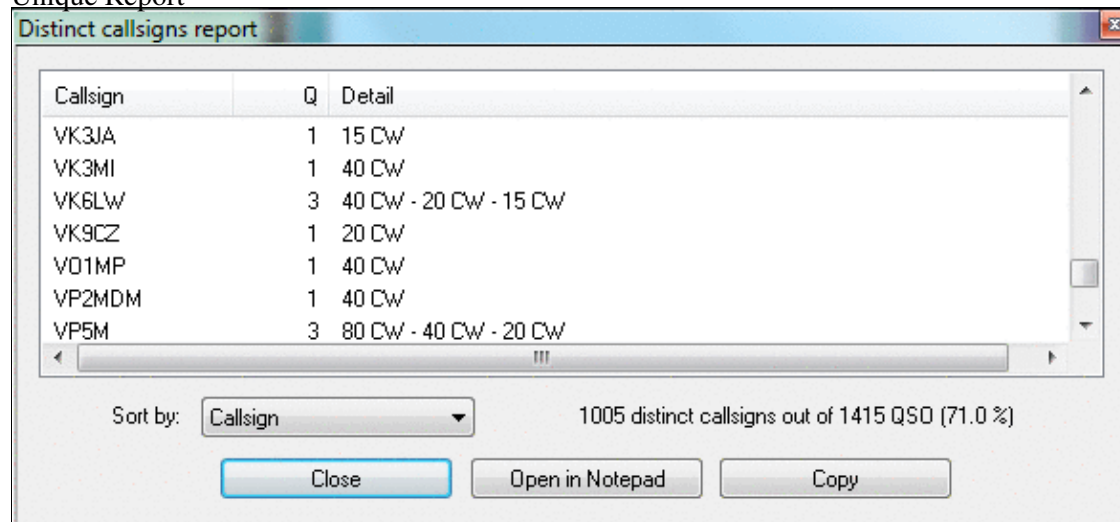 Unique Report
Distinct callsigns report
Callsign Q Detail
VK3JA 1 15 CW
VK3MI 1 40 CW
VK6LW 3 40 CW - 20 CW - 15 CW
VK9CZ 1 20 CW
VO1MP 1 40 CW
VP2MDM 1 40 CW
VP5M 3 80 CW - 40 CW - 20 CW
Sort by: Callsign 1005 distinct callsigns out of 1415 QSO (71.0 %)
Close Open in Notepad Copy